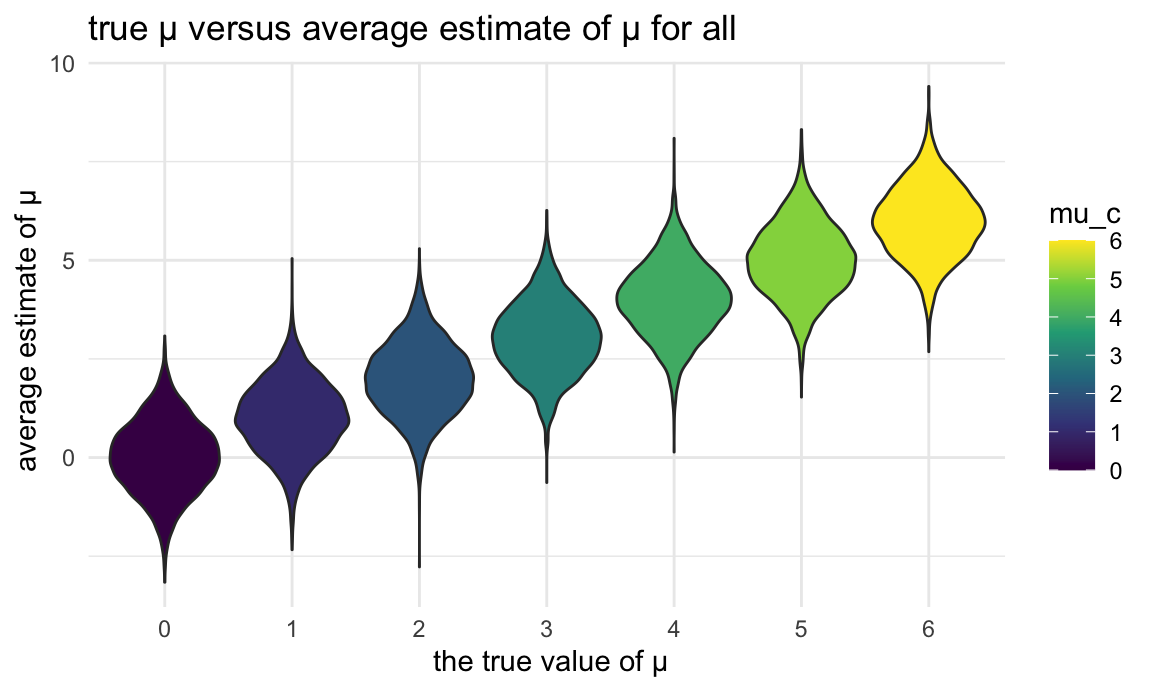 true μ versus average estimate of μ for all
10
5
0
average estimate of μ
0 1 2 3 4 5 6
the true value of μ
mu_c
6
5
4
3
2
1
0